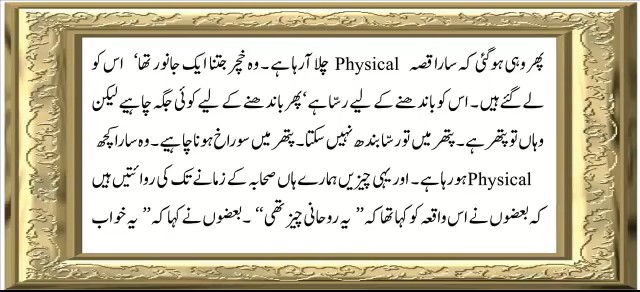 پھر وہی ہوگئی کہ سارا قصہ Physical چلا آرہا ہے۔ وہ خچر جتنا ایک جانور تھا‘ اس کو
لے گئے ہیں۔ اس کو باندھنے کے لیے رسّا ہے‘ پھر باندھنے کے لیے کوئی جگہ چاہیے لیکن
وہاں تو پتھر ہے۔ پتھر میں تو رسّا بندھ نہیں سکتا۔ پتھر میں سوراخ ہونا چاہیے۔ وہ سارا کچھ
Physical ہورہا ہے۔ اور یہی چیزیں ہمارے ہاں صحابہ کے زمانے تک کی روائتیں ہیں
کہ بعضوں نے اس واقعہ کو کہا تھا کہ ” یہ روحانی چیز تھی“ ۔ بعضوں نے کہا کہ ” یہ خواب